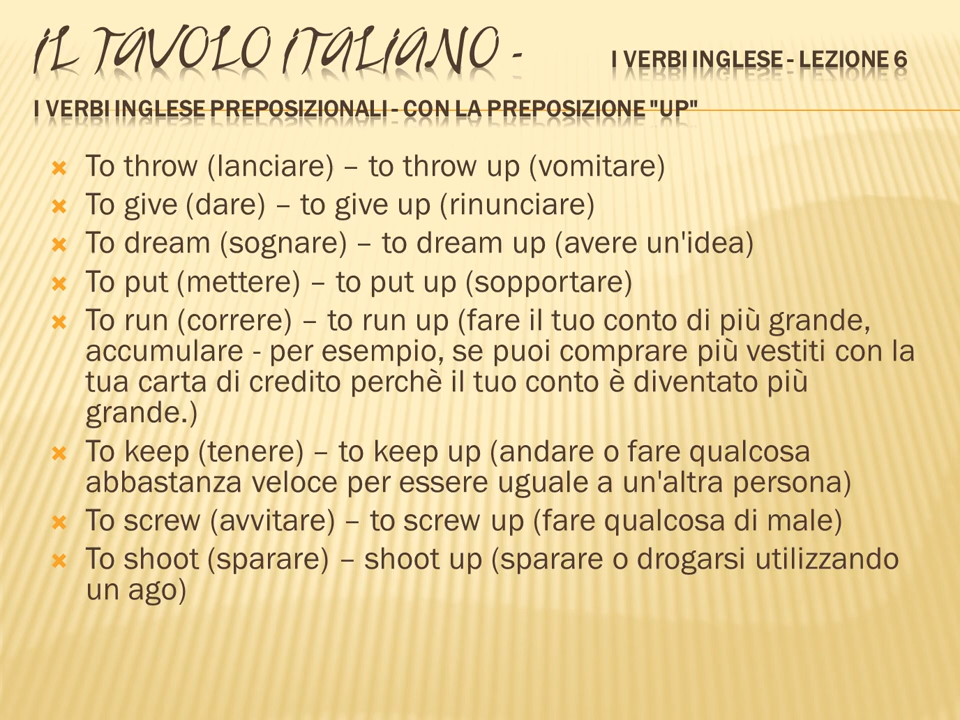 IL TAVOLO ITALIANO - I VERBI INGLESE - LEZIONE 6
I VERBI INGLESE PREPOSIZIONALI - CON LA PREPOSIZIONE "UP"
To throw (lanciare) – to throw up (vomitare)
To give (dare) – to give up (rinunciare)
To dream (sognare) – to dream up (avere un'idea)
To put (mettere) – to put up (sopportare)
To run (correre) – to run up (fare il tuo conto di più grande,
accumulare - per esempio, se puoi comprare più vestiti con la
tua carta di credito perchè il tuo conto è diventato più
grande.)
To keep (tenere) – to keep up (andare o fare qualcosa
abbastanza veloce per essere uguale a un'altra persona)
To screw (avvitare) – to screw up (fare qualcosa di male)
To shoot (sparare) – shoot up (sparare o drogarsi utilizzando
un ago)